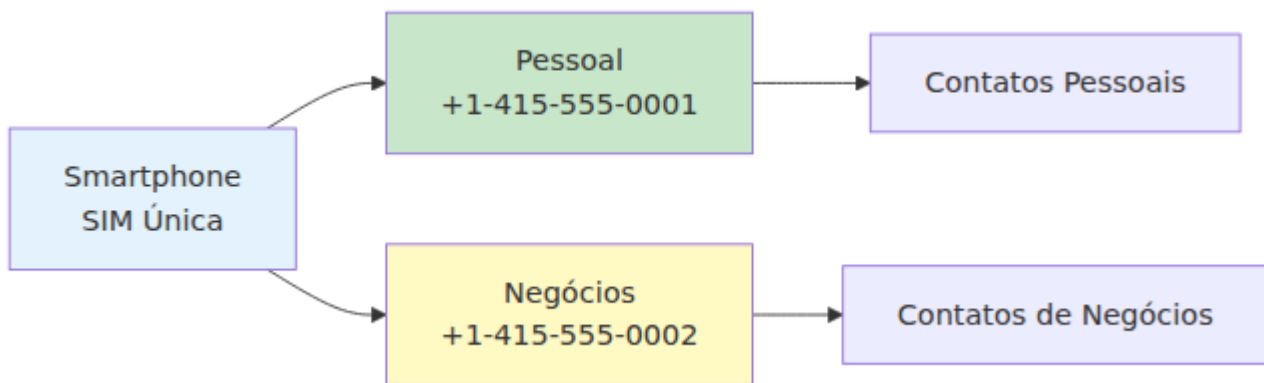 Smartphone
SIM Única
Pessoal
+1-415-555-0001
Contatos Pessoais
Negócios
+1-415-555-0002
Contatos de Negócios